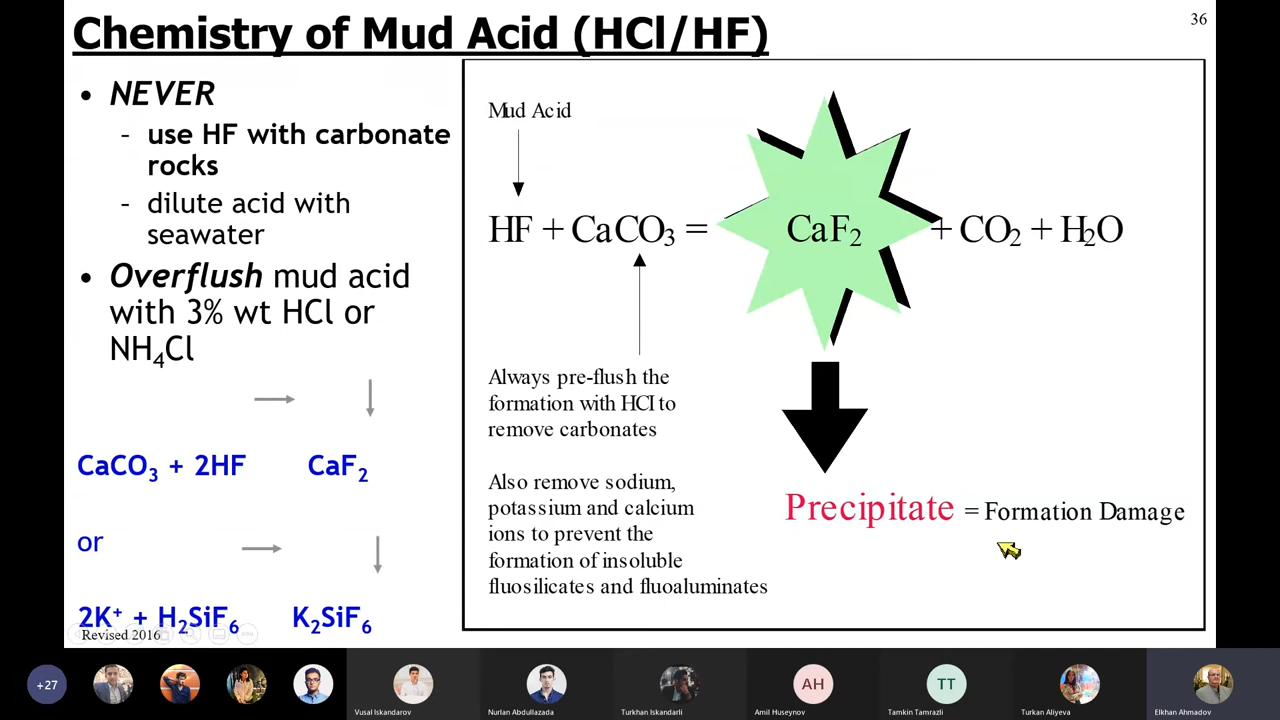 Chemistry of Mud Acid (HCl/HF)
36
• NEVER
– use HF with carbonate
rocks
– dilute acid with
seawater
• Overflush mud acid
with 3% wt HCl or
NH4Cl
CaCO3 + 2HF CaF2
or
2K+ + H2SiF6 K2SiF6
Revised 2016
Mud Acid
HF + CaCO3 = CaF2 + CO2 + H2O
Always pre-flush the
formation with HCl to
remove carbonates
Also remove sodium,
potassium and calcium
ions to prevent the
formation of insoluble
fluosilicates and fluoaluminates
Precipitate = Formation Damage
+27
Vusal Iskandarov
Nurlan Abdullazada
Turkhan Iskandarli
AH
Amil Huseynov
TT
Tamkin Tamrazli
Turkan Aliyeva
Elkhan Ahmadov